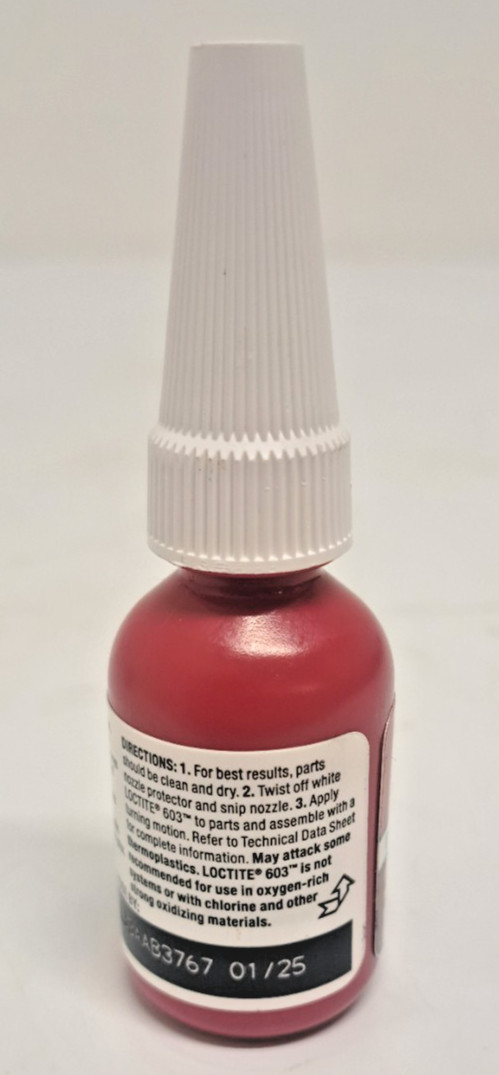 DIRECTIONS: 1. For best results, parts
should be clean and dry. 2. Twist off white
nozzle protector and snip nozzle. 3. Apply
LOCTITE® 603™ to parts and assemble with a
turning motion. Refer to Technical Data Sheet
for complete information. May attack some
thermoplastics. LOCTITE® 603™ is not
recommended for use in oxygen-rich
systems or with chlorine and other
strong oxidizing materials.
BY:
AB3767 01/25